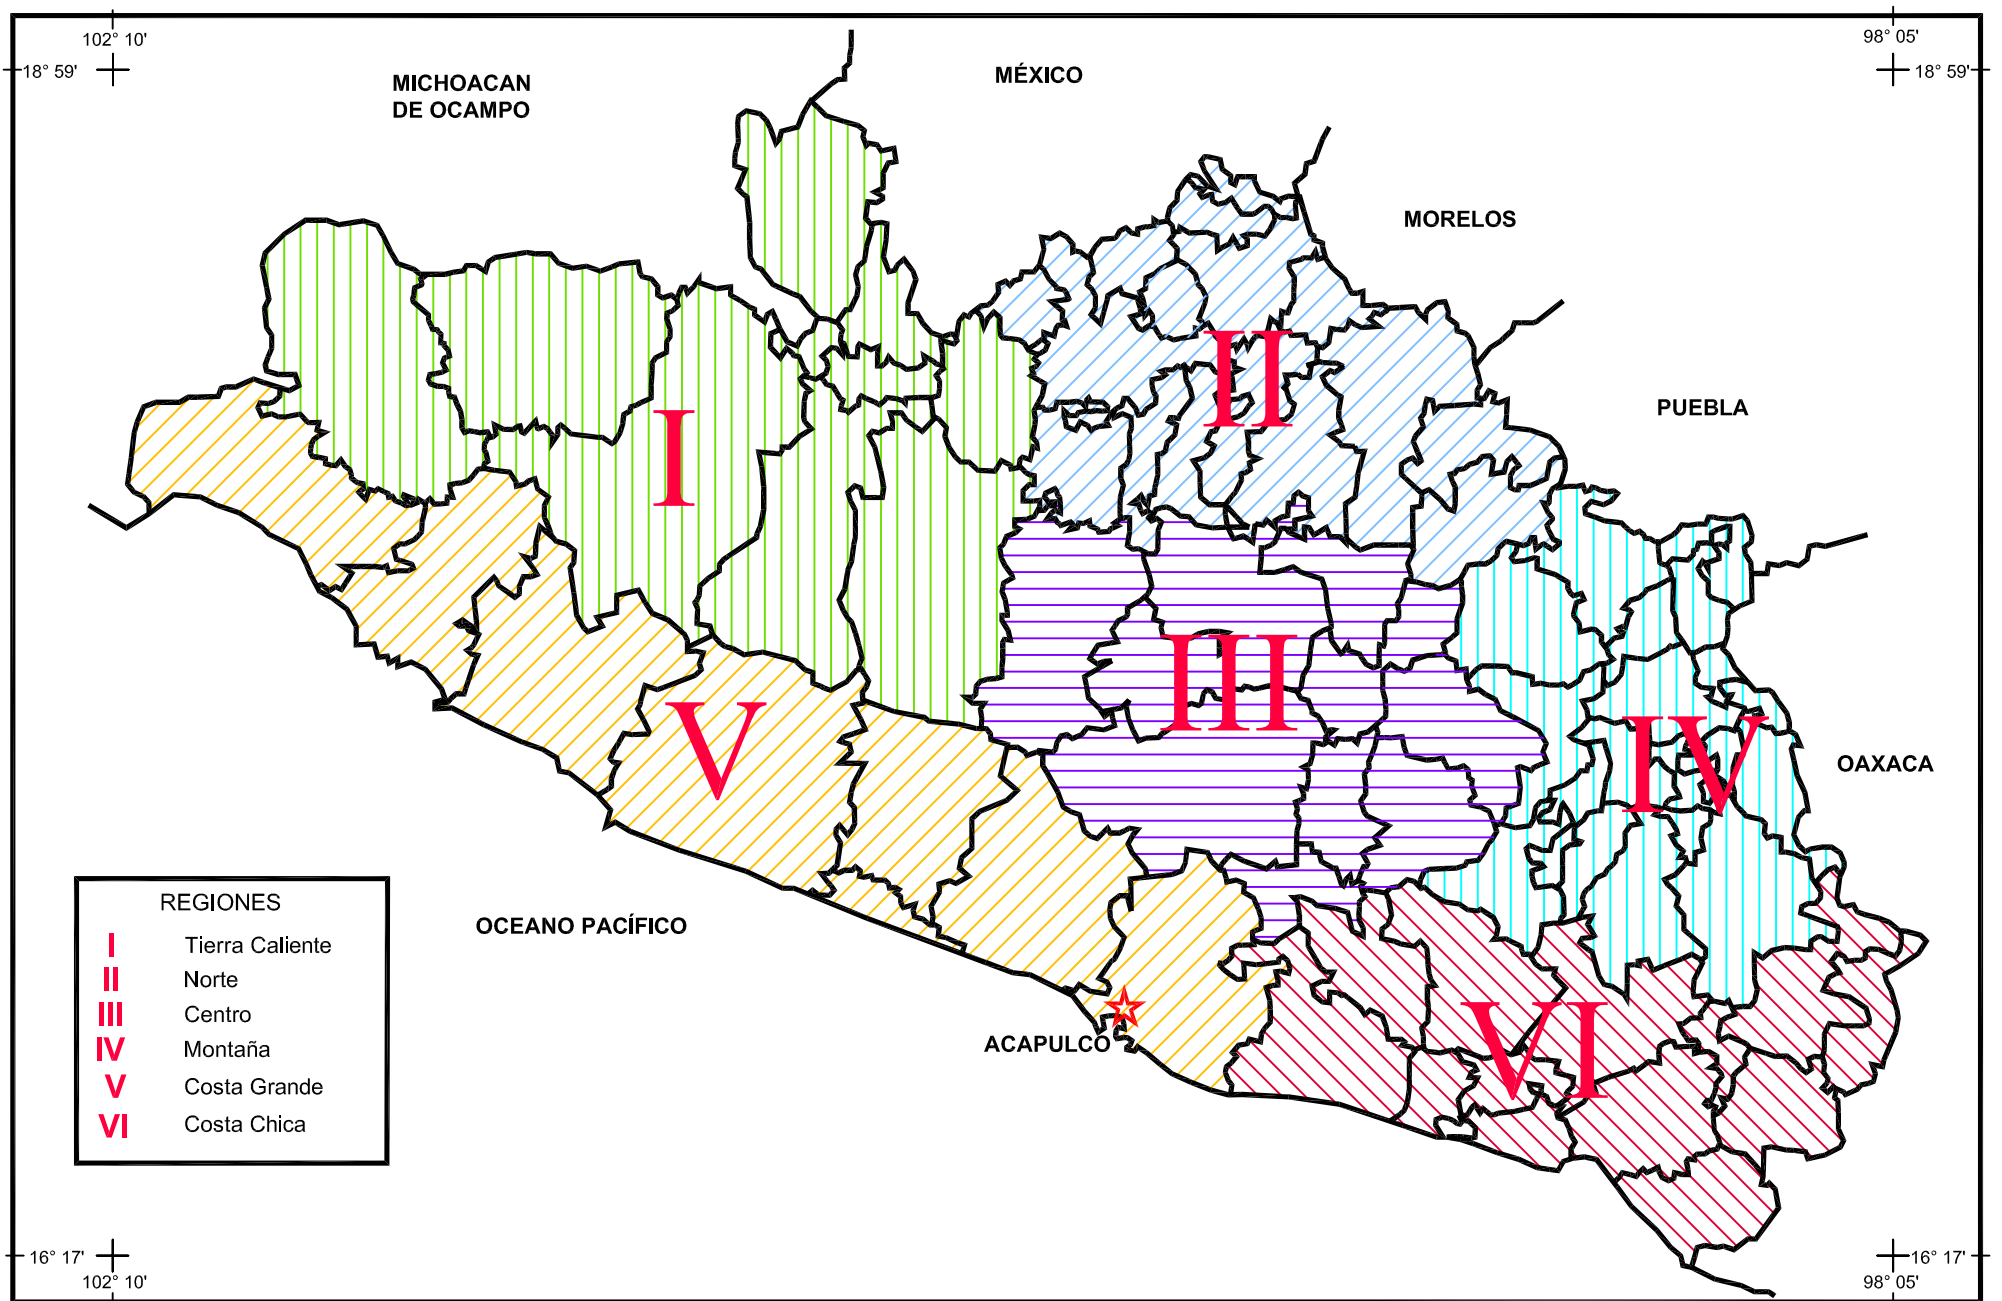 102° 10'
98° 05'
18° 59'
18° 59'
MICHOACAN
DE OCAMPO
MÉXICO
MORELOS
PUEBLA
OAXACA
I
II
III
IV
V
VI
OCEANO PACÍFICO
ACAPULCO
REGIONES
I Tierra Caliente
II Norte
III Centro
IV Montaña
V Costa Grande
VI Costa Chica
16° 17'
16° 17'
102° 10'
98° 05'